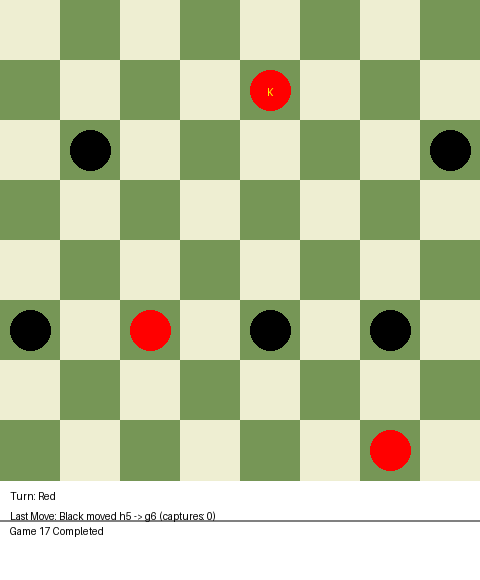 K
Turn: Red
Last Move: Black moved h5 -> g6 (captures: 0)
Game 17 Completed